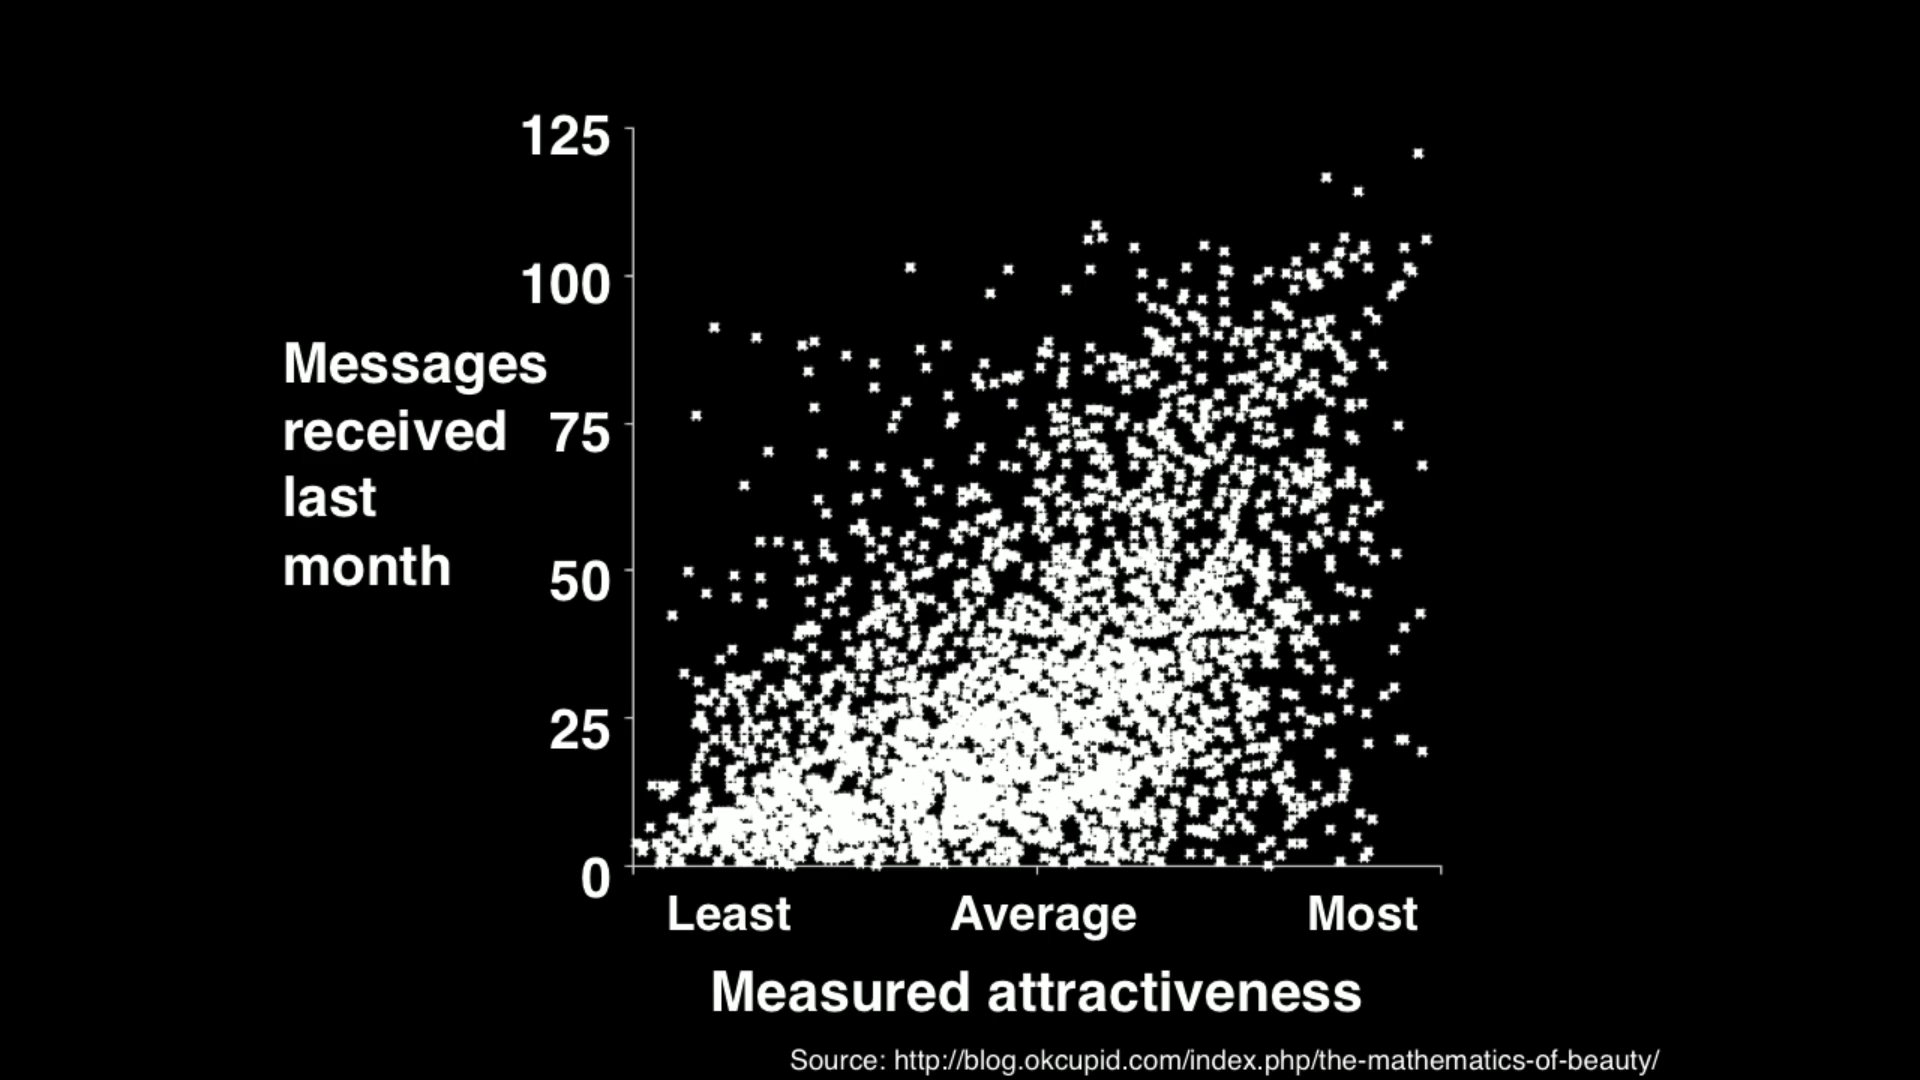 125
100
75
50
25
0
Messages
received
last
month
Least Average Most
Measured attractiveness
Source: http://blog.okcupid.com/index.php/the-mathematics-of-beauty/